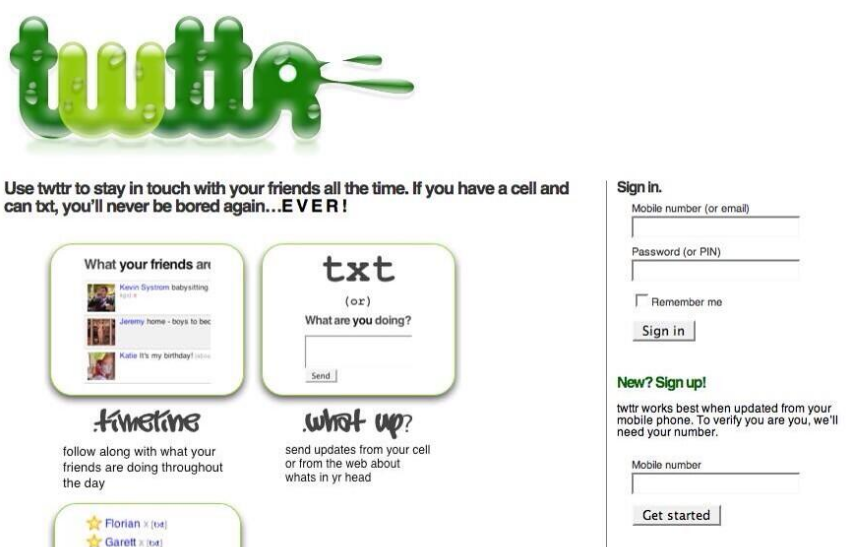 twttr
Use twttr to stay in touch with your friends all the time. If you have a cell and
can txt, you'll never be bored again...E V E R !
What your friends are
Kevin Systrom babysitting
Jeremy home - boys to bed
Katie It's my birthday!
txt
(or)
What are you doing?
Send
.timeline
follow along with what your
friends are doing throughout
the day
.what up?
send updates from your cell
or from the web about
whats in yr head
Florian x [txt]
Garett x [txt]
Sign in.
Mobile number (or email)
Password (or PIN)
Remember me
Sign in
New? Sign up!
twttr works best when updated from your
mobile phone. To verify you are you, we'll
need your number.
Mobile number
Get started